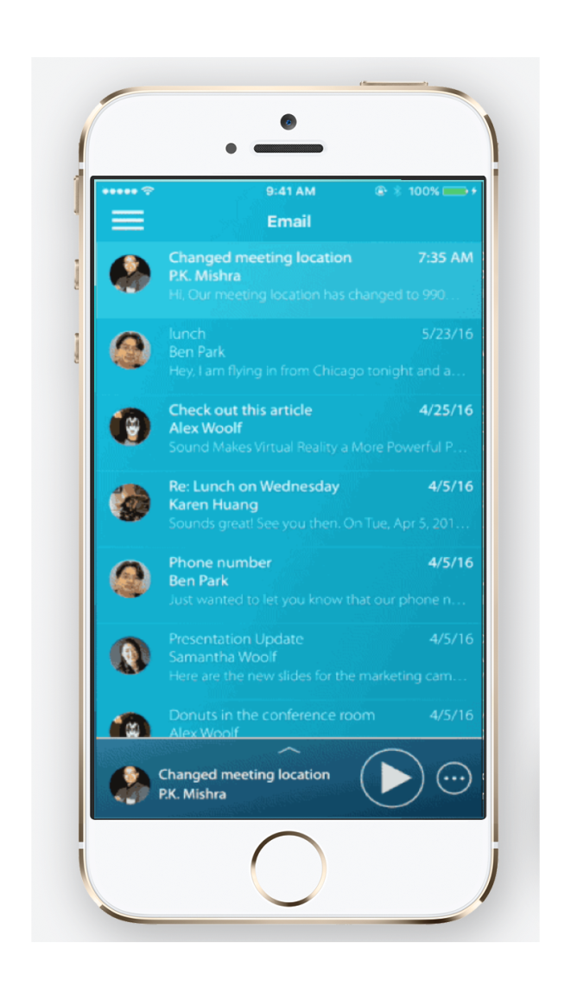 9:41 AM
100%
Email
Changed meeting location 7:35 AM
P.K. Mishra
Hi, Our meeting location has changed to 990...
lunch 5/23/16
Ben Park
Hey, I am flying in from Chicago tonight and a...
Check out this article 4/25/16
Alex Woolf
Sound Makes Virtual Reality a More Powerful P...
Re: Lunch on Wednesday 4/5/16
Karen Huang
Sounds great! See you then. On Tue, Apr 5, 201...
Phone number 4/5/16
Ben Park
Just wanted to let you know that our phone n...
Presentation Update 4/5/16
Samantha Woolf
Here are the new slides for the marketing cam...
Donuts in the conference room 4/5/16
Alex Woolf
Changed meeting location
P.K. Mishra